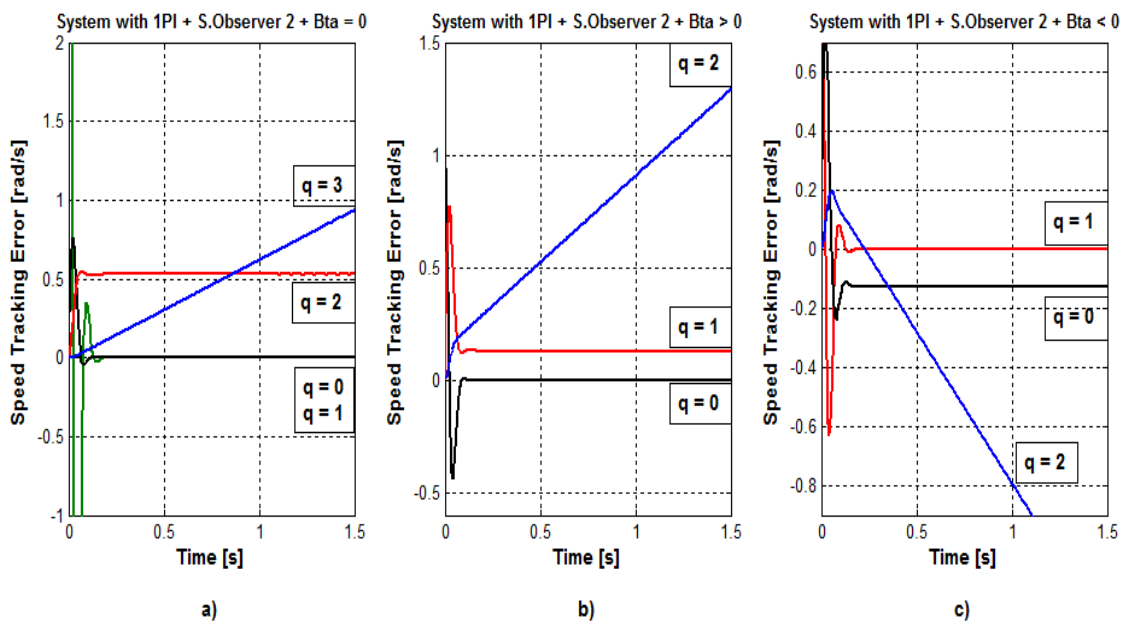 System with 1PI + S.Observer 2 + Bta = 0
Speed Tracking Error [rad/s]
2
1.5
1
0.5
0
-0.5
-1
q = 3
q = 2
q = 0
q = 1
0
0.5
1
1.5
Time [s]
a)
System with 1PI + S.Observer 2 + Bta > 0
Speed Tracking Error [rad/s]
1.5
1
0.5
0
-0.5
q = 2
q = 1
q = 0
0
0.5
1
1.5
Time [s]
b)
System with 1PI + S.Observer 2 + Bta < 0
Speed Tracking Error [rad/s]
0.6
0.4
0.2
0
-0.2
-0.4
-0.6
-0.8
q = 1
q = 0
q = 2
0
0.5
1
1.5
Time [s]
c)